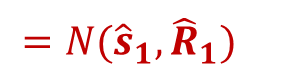 = N(ŝ₁, R̂₁)